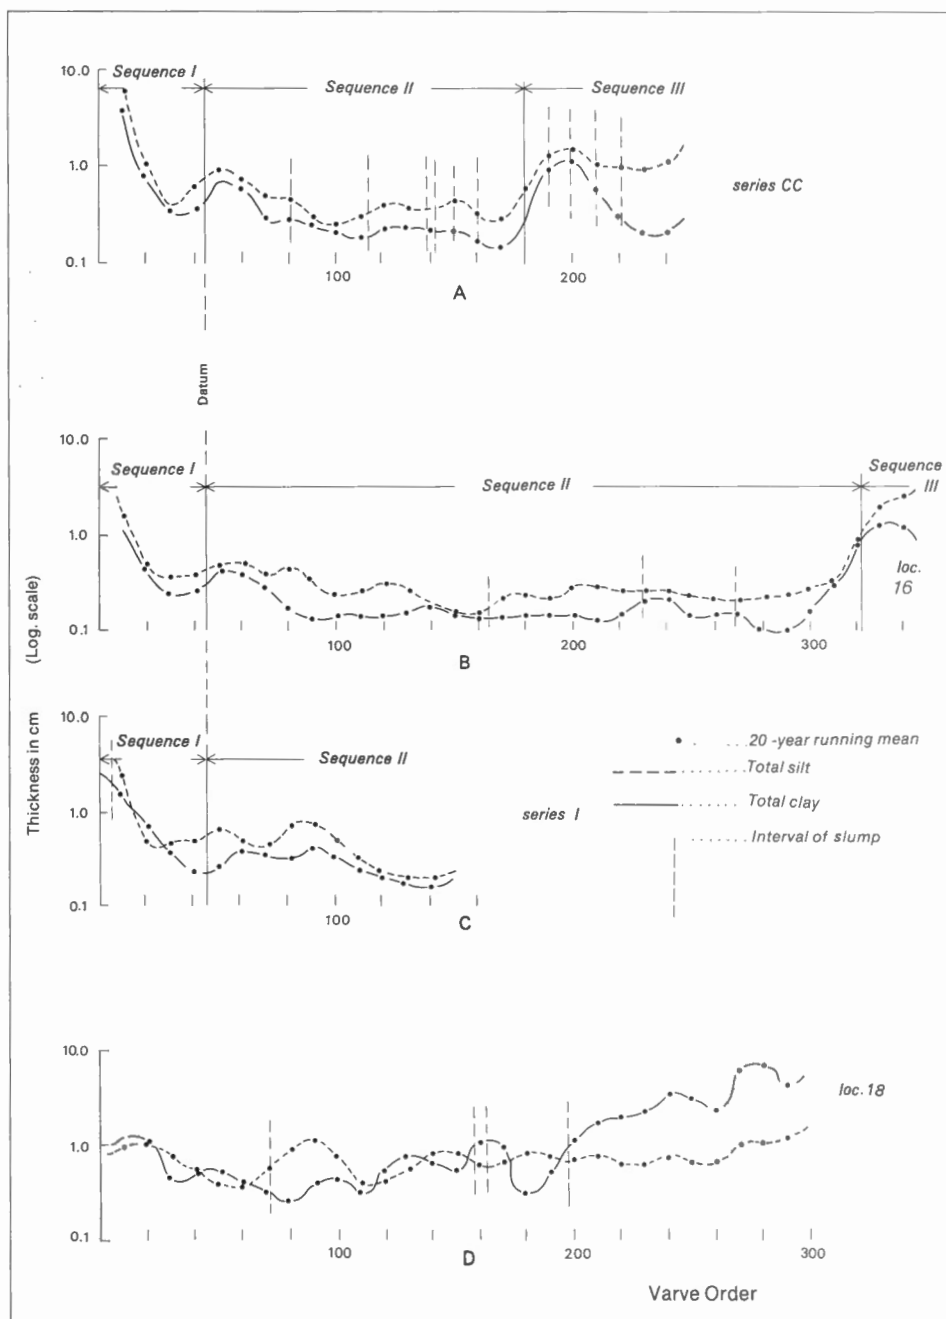 10.0
Sequence I
Sequence II
Sequence III
1.0
series CC
0.1
100
200
A
Datum
10.0
Sequence I
Sequence II
Sequence
III
1.0
loc.
16
0.1
100
200
300
B
Thickness in cm (Log. scale)
10.0
Sequence I
Sequence II
1.0
series I
0.1
100
C
20 -year running mean
Total silt
Total clay
Interval of slump
10.0
loc. 18
1.0
0.1
100
200
300
D
Varve Order